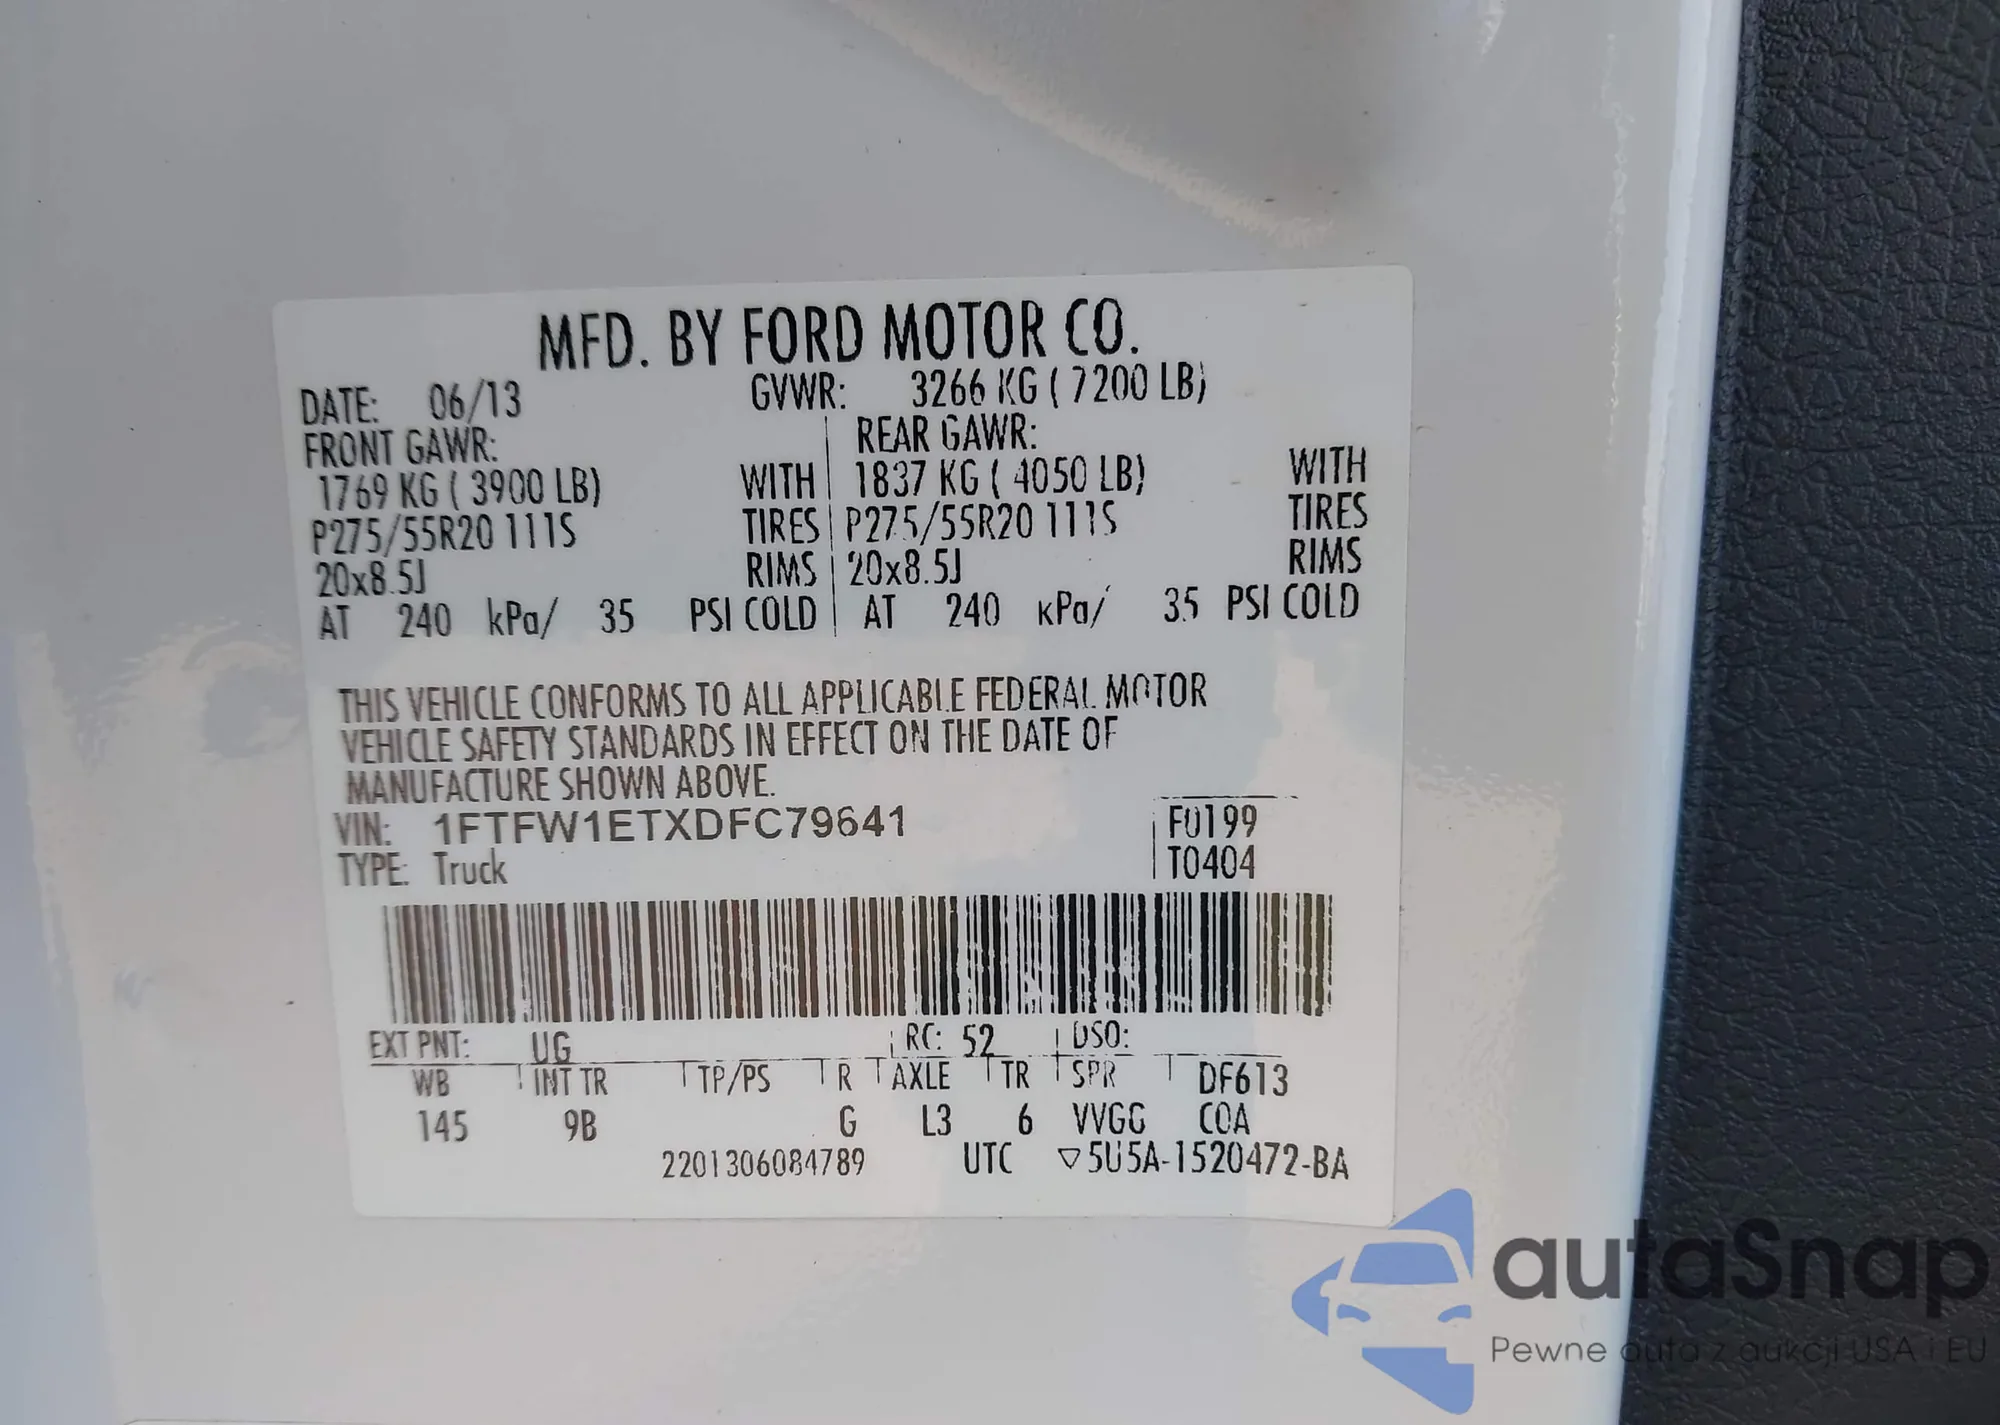 MFD. BY FORD MOTOR CO.
DATE: 06/13 GVWR: 3266 KG ( 7200 LB)
FRONT GAWR: REAR GAWR:
1769 KG ( 3900 LB) WITH 1837 KG ( 4050 LB) WITH
P275/55R20 111S TIRES P275/55R20 111S TIRES
20x8.5J RIMS 20x8.5J RIMS
AT 240 kPa/ 35 PSI COLD AT 240 kPa/ 35 PSI COLD
THIS VEHICLE CONFORMS TO ALL APPLICABLE FEDERAL MOTOR
VEHICLE SAFETY STANDARDS IN EFFECT ON THE DATE OF
MANUFACTURE SHOWN ABOVE.
VIN: 1FTFW1ETXDFC79641 F0199
TYPE: Truck T0404
EXT PNT: UG RC: 52 DSO:
WB INT TR TP/PS R AXLE TR SPR DF613
145 9B G L3 6 VVGG COA
2201306084789 UTC ▽5U5A-1520472-BA
autaSnap
Pewne auta z aukcji USA i EU